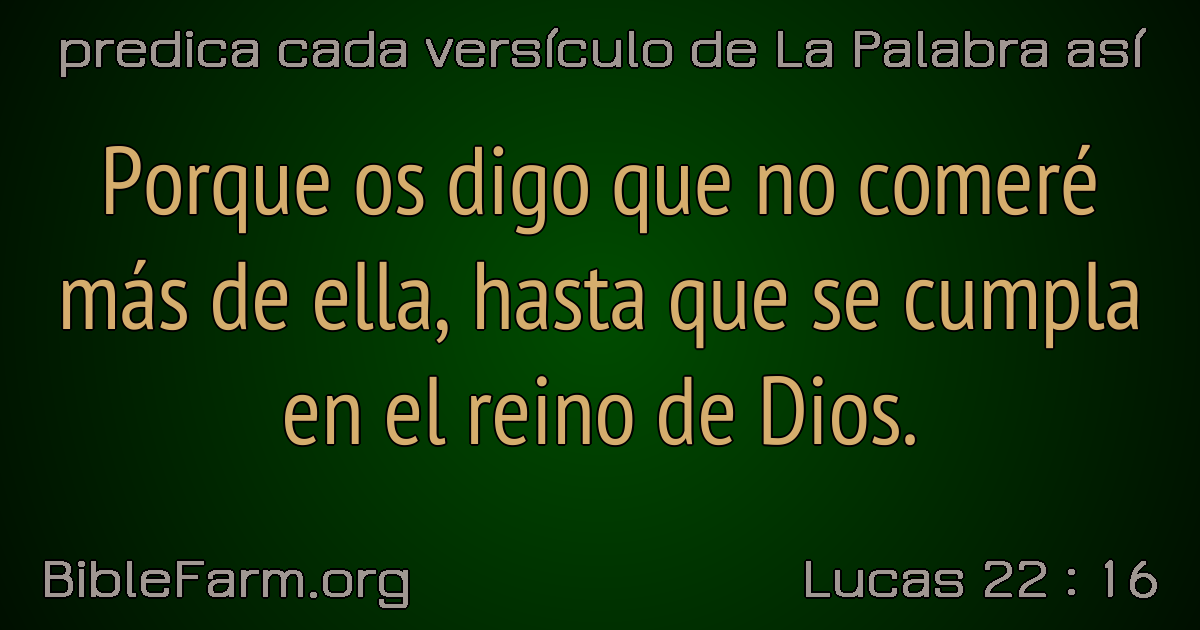 predica cada versículo de La Palabra así
Porque os digo que no comeré
más de ella, hasta que se cumpla
en el reino de Dios.
BibleFarm.org
Lucas 22 : 16